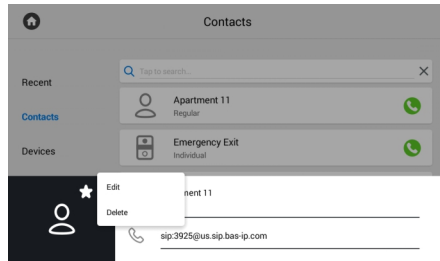 Contacts
Tap to search...
Recent
Apartment 11
Regular
Contacts
Emergency Exit
Individual
Devices
Edit
ment 11
Delete
sip:3925@us.sip.bas-ip.com